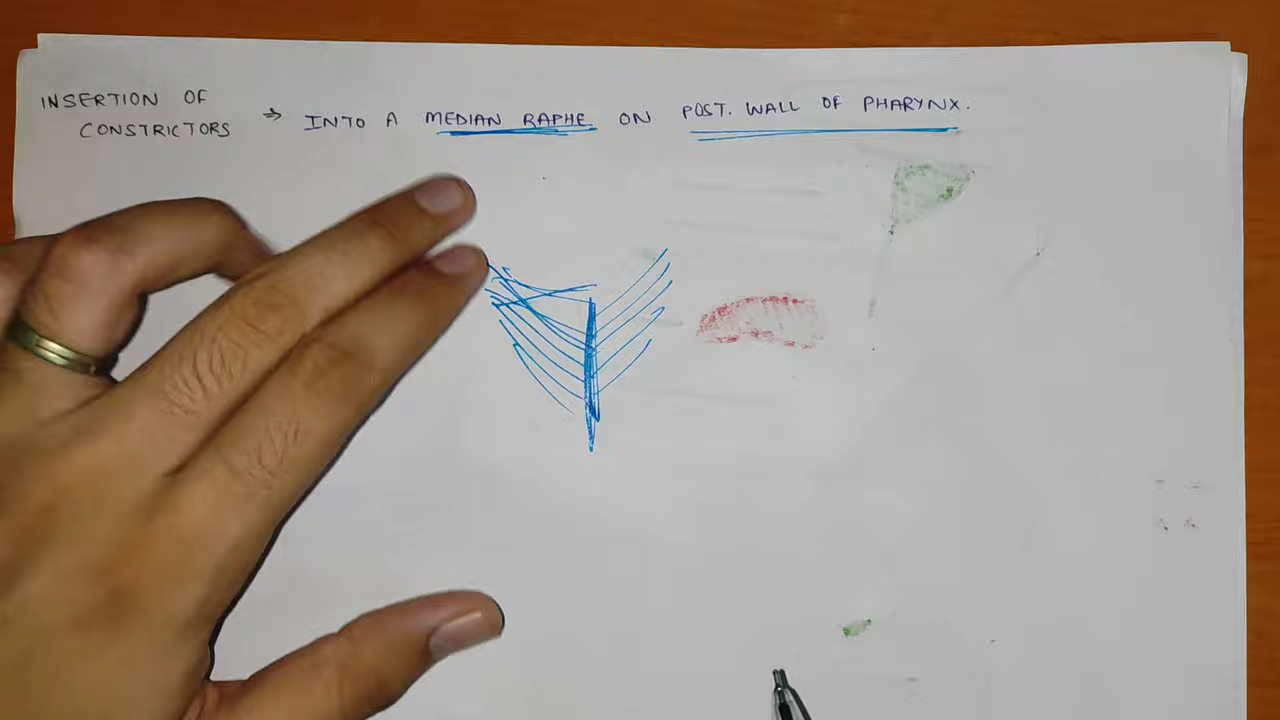 INSERTION OF CONSTRICTORS → INTO A MEDIAN RAPHE ON POST. WALL OF PHARYNX.